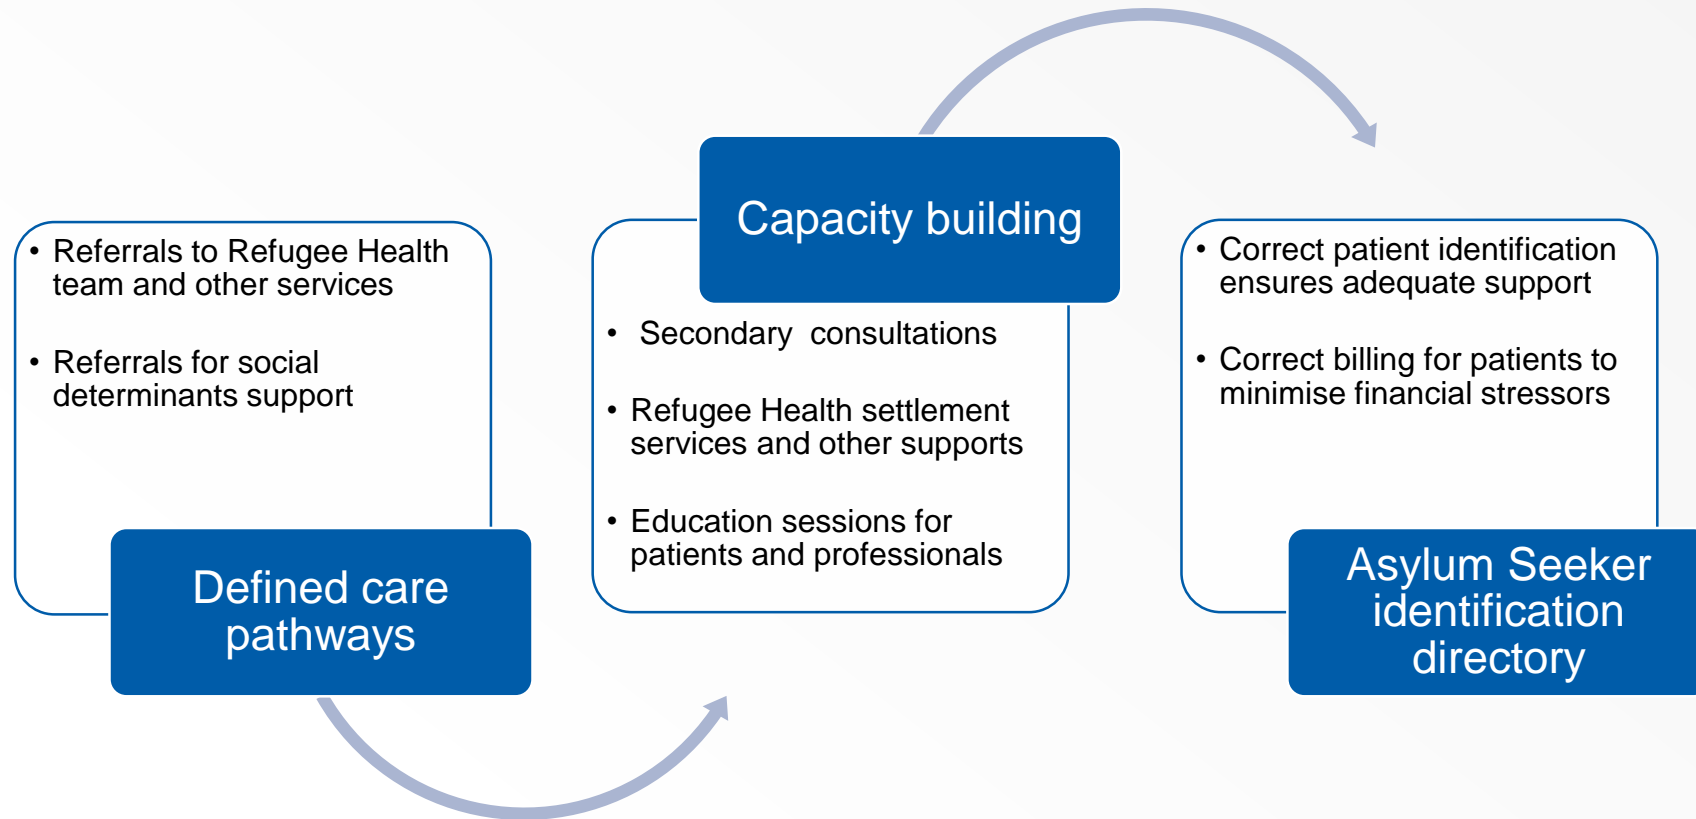 • Referrals to Refugee Health
team and other services
• Referrals for social
determinants support
Defined care
pathways
Capacity building
• Secondary consultations
• Refugee Health settlement
services and other supports
• Education sessions for
patients and professionals
• Correct patient identification
ensures adequate support
• Correct billing for patients to
minimise financial stressors
Asylum Seeker
identification
directory